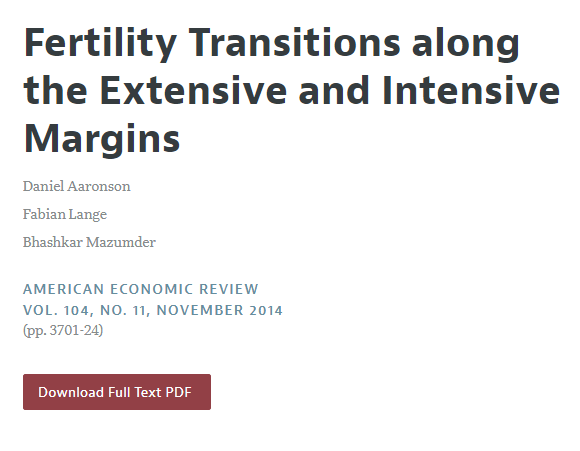 Fertility Transitions along
the Extensive and Intensive
Margins
Daniel Aaronson
Fabian Lange
Bhashkar Mazumder
AMERICAN ECONOMIC REVIEW
VOL. 104, NO. 11, NOVEMBER 2014
(pp. 3701-24)
Download Full Text PDF